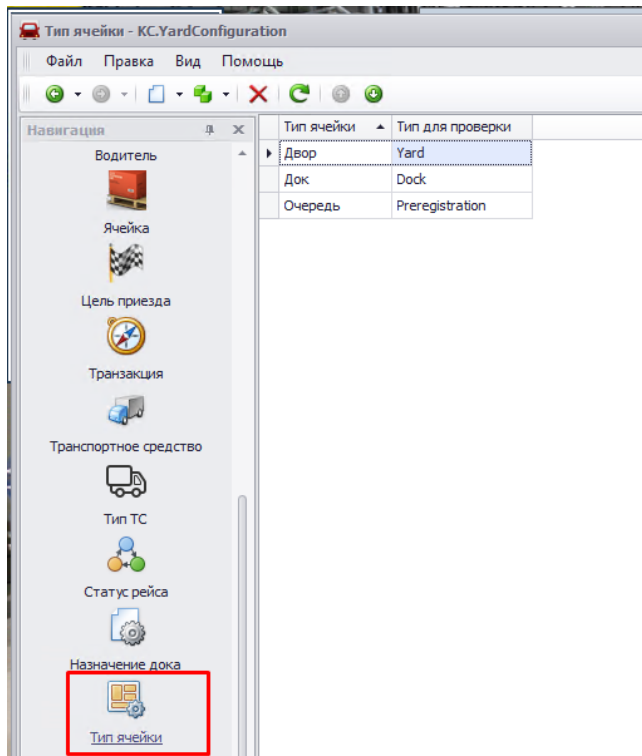 Тип ячейки - KC.YardConfiguration
Файл Правка Вид Помощь
Навигация
Водитель
Ячейка
Цель приезда
Транзакция
Транспортное средство
Тип ТС
Статус рейса
Назначение дока
Тип ячейки
Тип ячейки Тип для проверки
Двор Yard
Док Dock
Очередь Preregistration